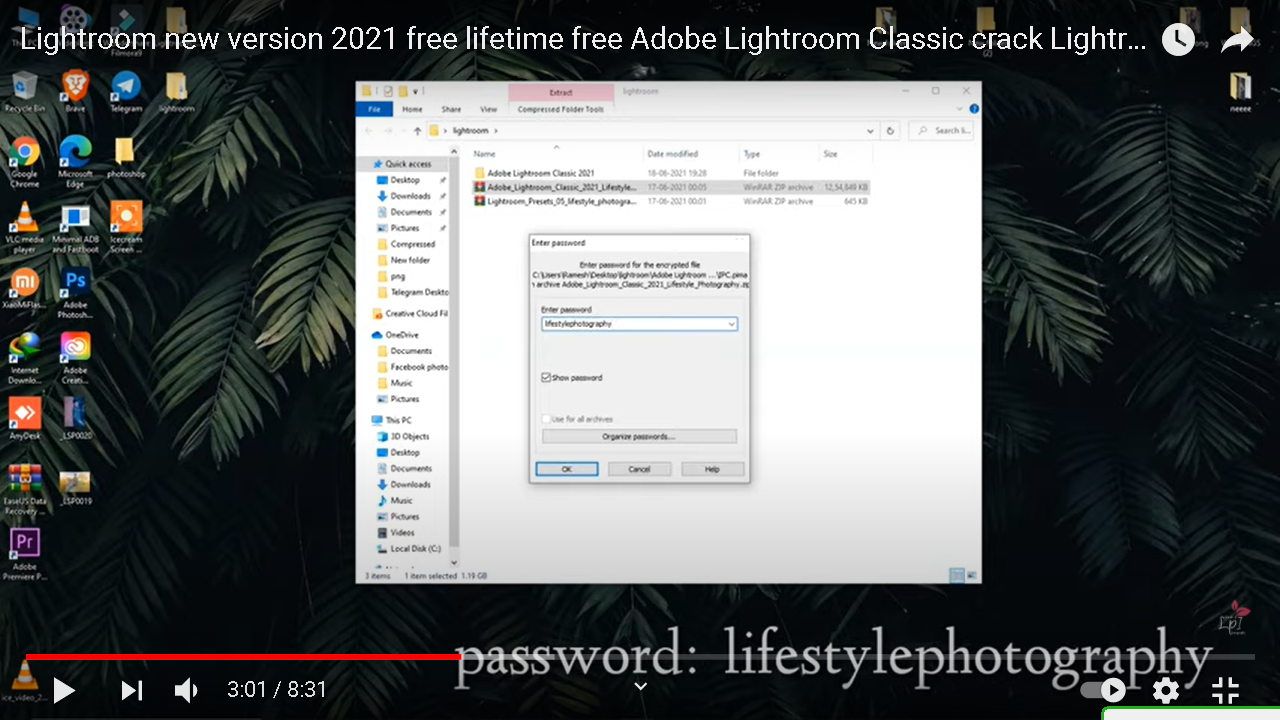 Lightroom new version 2021 free lifetime free Adobe Lightroom Classic crack Lightr...
Recycle Bin
Brave
Telegram
lightroom
neeee
Google Chrome
Microsoft Edge
photoshop
VLC media player
Minimal ADB and Fastboot
Icecream Screen ...
XiaoMiFlas...
Adobe Photosh...
Internet Downlo...
Adobe Creati...
AnyDesk
_LSP0020
EaseUS Data Recovery ...
_LSP0019
Adobe Premiere P...
ice_video_2...
Extract
lightroom
File
Home
Share
View
Compressed Folder Tools
lightroom
Search li...
Name
Date modified
Type
Size
Adobe Lightroom Classic 2021
18-06-2021 19:28
File folder
Adobe_Lightroom_Classic_2021_Lifestyle...
17-06-2021 00:05
WinRAR ZIP archive
12,54,849 KB
Lightroom_Presets_05_lifestyle_photogra...
17-06-2021 00:01
WinRAR ZIP archive
645 KB
Quick access
Desktop
Downloads
Documents
Pictures
Compressed
New folder
png
Telegram Deskto
Creative Cloud Fil
OneDrive
Documents
Facebook photo
Music
Pictures
This PC
3D Objects
Desktop
Documents
Downloads
Music
Pictures
Videos
Local Disk (C:)
3 items
1 item selected 1.19 GB
Enter password
Enter password for the encrypted file
C:\Users\Ramesh\Desktop\lightroom\Adobe Lightroom ...\IPC.pima
n archive Adobe_Lightroom_Classic_2021_Lifestyle_Photography.zip
Enter password
lifestylephotography
Show password
Use for all archives
Organize passwords...
OK
Cancel
Help
password: lifestylephotography
3:01 / 8:31